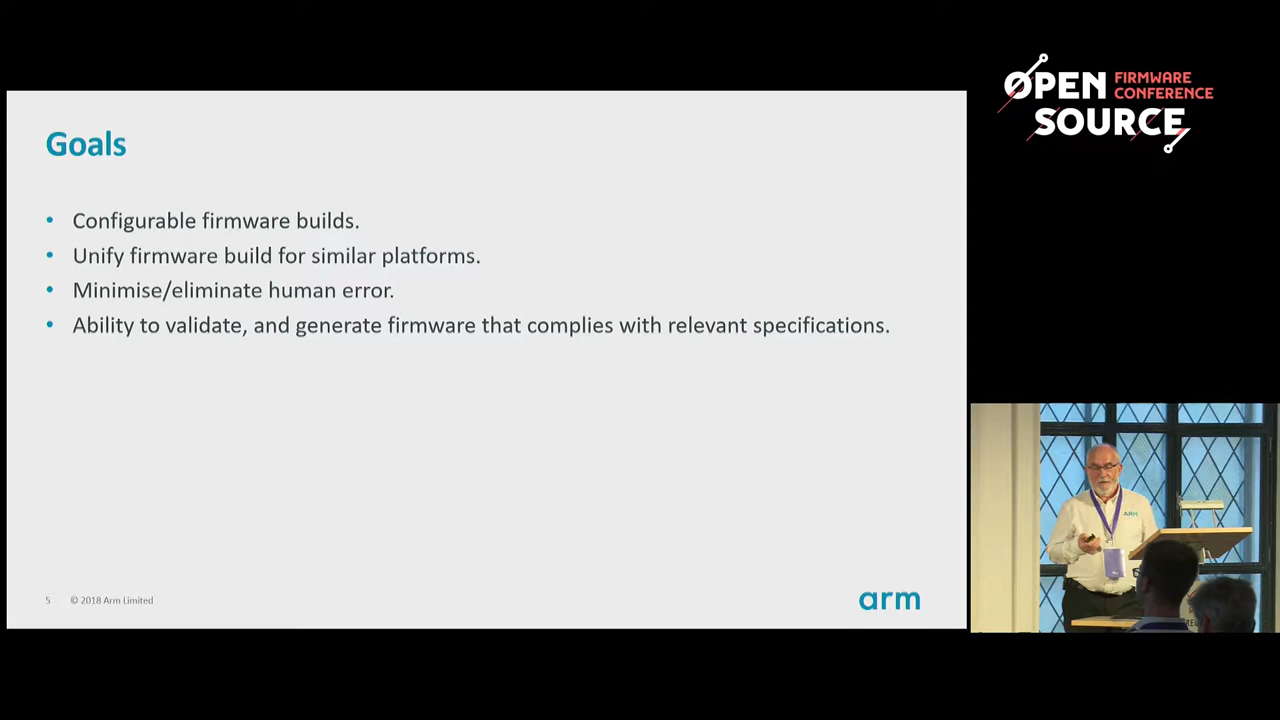 OPEN FIRMWARE
CONFERENCE
SOURCE
Goals
• Configurable firmware builds.
• Unify firmware build for similar platforms.
• Minimise/eliminate human error.
• Ability to validate, and generate firmware that complies with relevant specifications.
5 © 2018 Arm Limited
arm
ARM